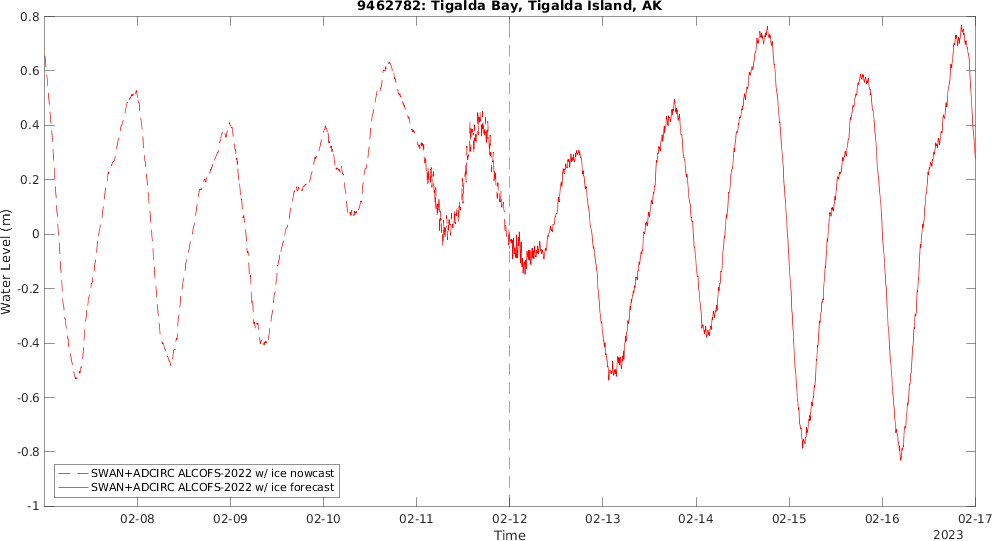 9462782: Tigalda Bay, Tigalda Island, AK
0.8
0.6
0.4
0.2
0
-0.2
-0.4
-0.6
-0.8
-1
Water Level (m)
SWAN+ADCIRC ALCOFS-2022 w/ ice nowcast
SWAN+ADCIRC ALCOFS-2022 w/ ice forecast
02-08 02-09 02-10 02-11 02-12 02-13 02-14 02-15 02-16 02-17
Time
2023